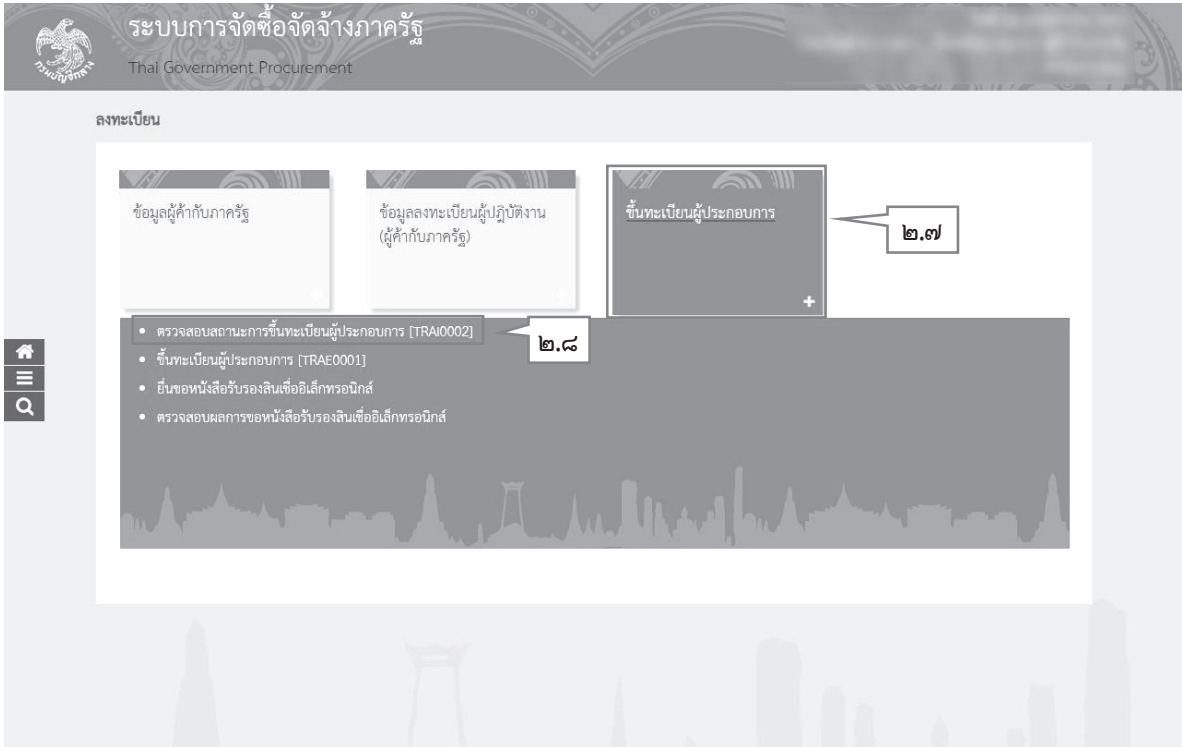 ระบบการจัดซื้อจัดจ้างภาครัฐ
Thai Government Procurement
กรมบัญชีกลาง
ลงทะเบียน
ข้อมูลผู้ค้ากับภาครัฐ
ข้อมูลลงทะเบียนผู้ปฏิบัติงาน
(ผู้ค้ากับภาครัฐ)
ขึ้นทะเบียนผู้ประกอบการ
๒.๗
ตรวจสอบสถานะการขึ้นทะเบียนผู้ประกอบการ [TRAI0002]
๒.๘
ขึ้นทะเบียนผู้ประกอบการ [TRAE0001]
ยื่นขอหนังสือรับรองสินเชื่ออิเล็กทรอนิกส์
ตรวจสอบผลการขอหนังสือรับรองสินเชื่ออิเล็กทรอนิกส์